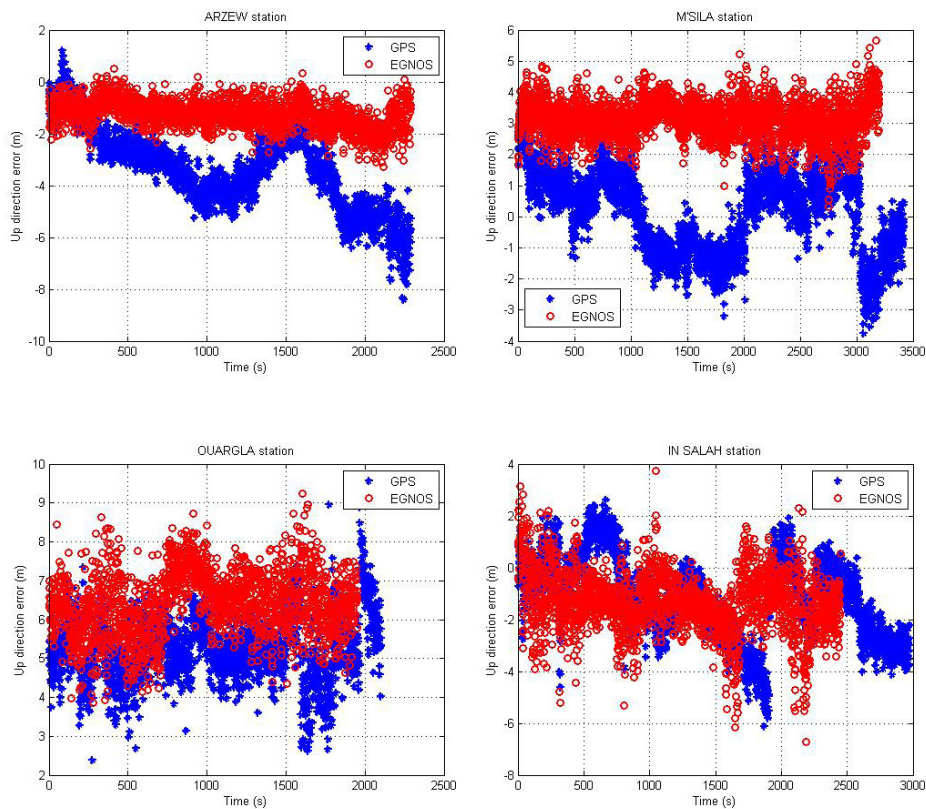 ARZEW station
2
0
-2
-4
-6
-8
-10
Up direction error (m)
GPS
EGNOS
0 500 1000 1500 2000 2500
Time (s)
M'SILA station
6
5
4
3
2
1
0
-1
-2
-3
-4
Up direction error (m)
GPS
EGNOS
0 500 1000 1500 2000 2500 3000 3500
Time (s)
OUARGLA station
10
9
8
7
6
5
4
3
2
Up direction error (m)
GPS
EGNOS
0 500 1000 1500 2000 2500
Time (s)
IN SALAH station
4
2
0
-2
-4
-6
-8
Up direction error (m)
GPS
EGNOS
0 500 1000 1500 2000 2500 3000
Time (s)